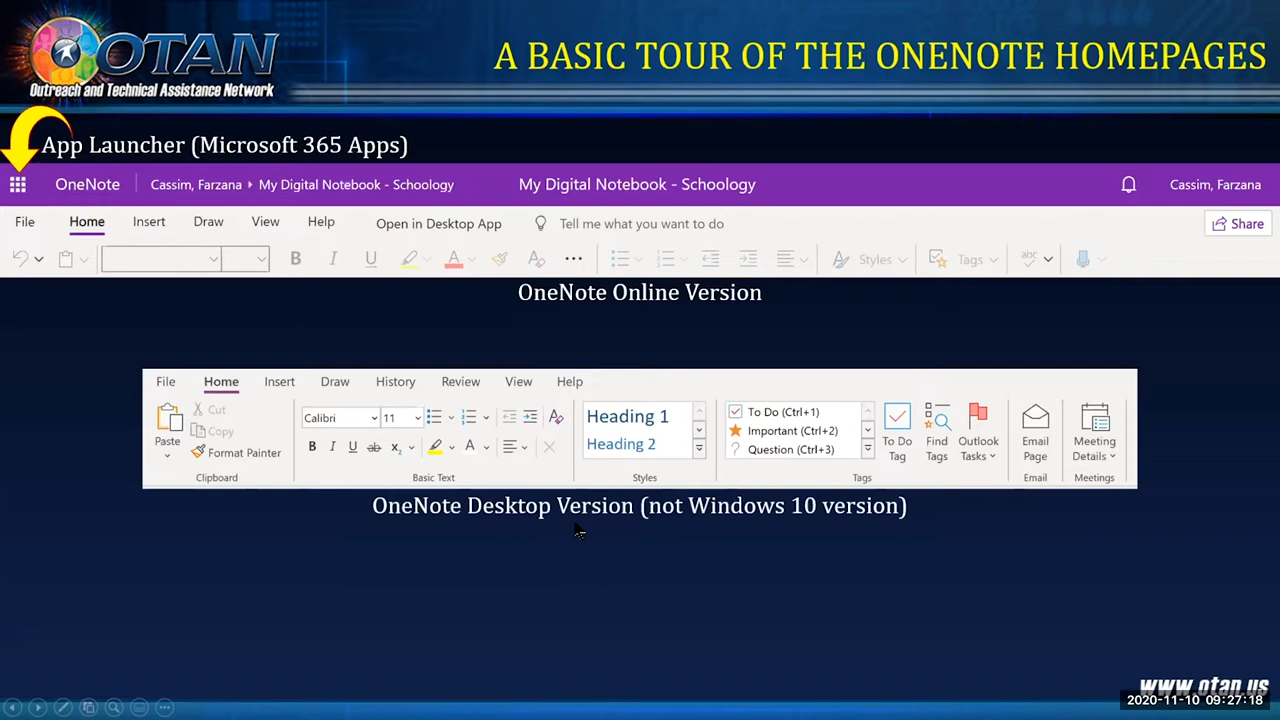 OTAN
Outreach and Technical Assistance Network
A BASIC TOUR OF THE ONENOTE HOMEPAGES
App Launcher (Microsoft 365 Apps)
OneNote Cassim, Farzana My Digital Notebook - Schoology My Digital Notebook - Schoology Cassim, Farzana
File Home Insert Draw View Help Open in Desktop App Tell me what you want to do Share
B I U A A Styles Tags abc
OneNote Online Version
File Home Insert Draw History Review View Help
Paste
Cut
Copy
Format Painter
Clipboard
Calibri 11
B I U ab x A
Basic Text
Heading 1
Heading 2
Styles
To Do (Ctrl+1)
Important (Ctrl+2)
Question (Ctrl+3)
To Do
Tag
Find
Tags
Outlook
Tasks
Tags
Email
Page
Email
Meeting
Details
Meetings
OneNote Desktop Version (not Windows 10 version)
www.otan.us
2020-11-10 09:27:18